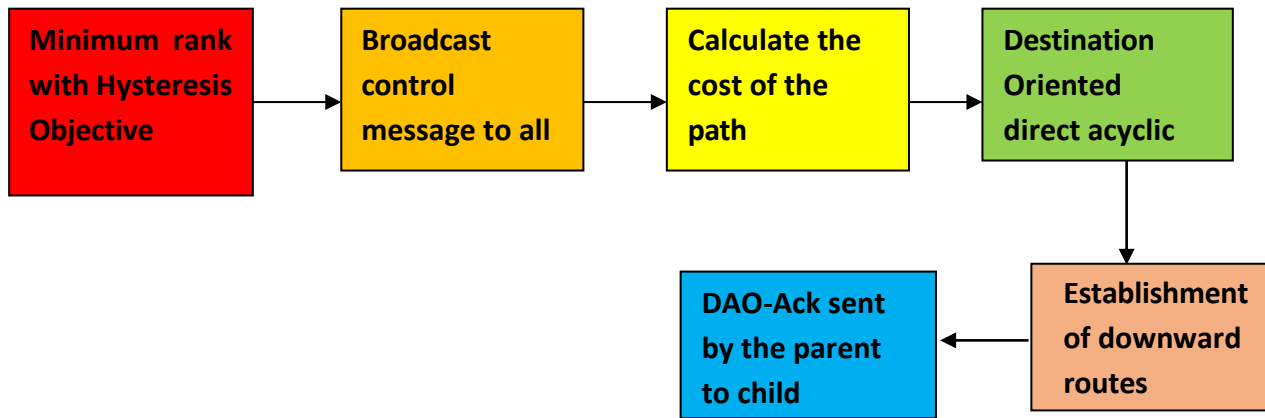 Minimum rank
with Hysteresis
Objective
Broadcast
control
message to all
Calculate the
cost of the
path
Destination
Oriented
direct acyclic
Establishment
of downward
routes
DAO-Ack sent
by the parent
to child